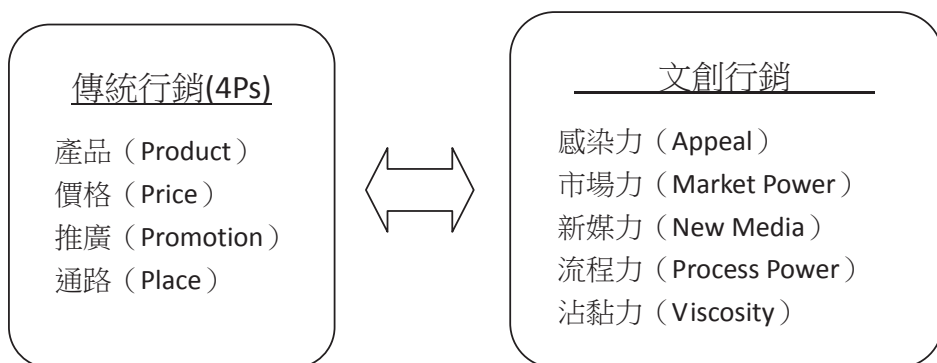 傳統行銷(4Ps)
產品（Product）
價格（Price）
推廣（Promotion）
通路（Place）
文創行銷
感染力（Appeal）
市場力（Market Power）
新媒力（New Media）
流程力（Process Power）
沾黏力（Viscosity）